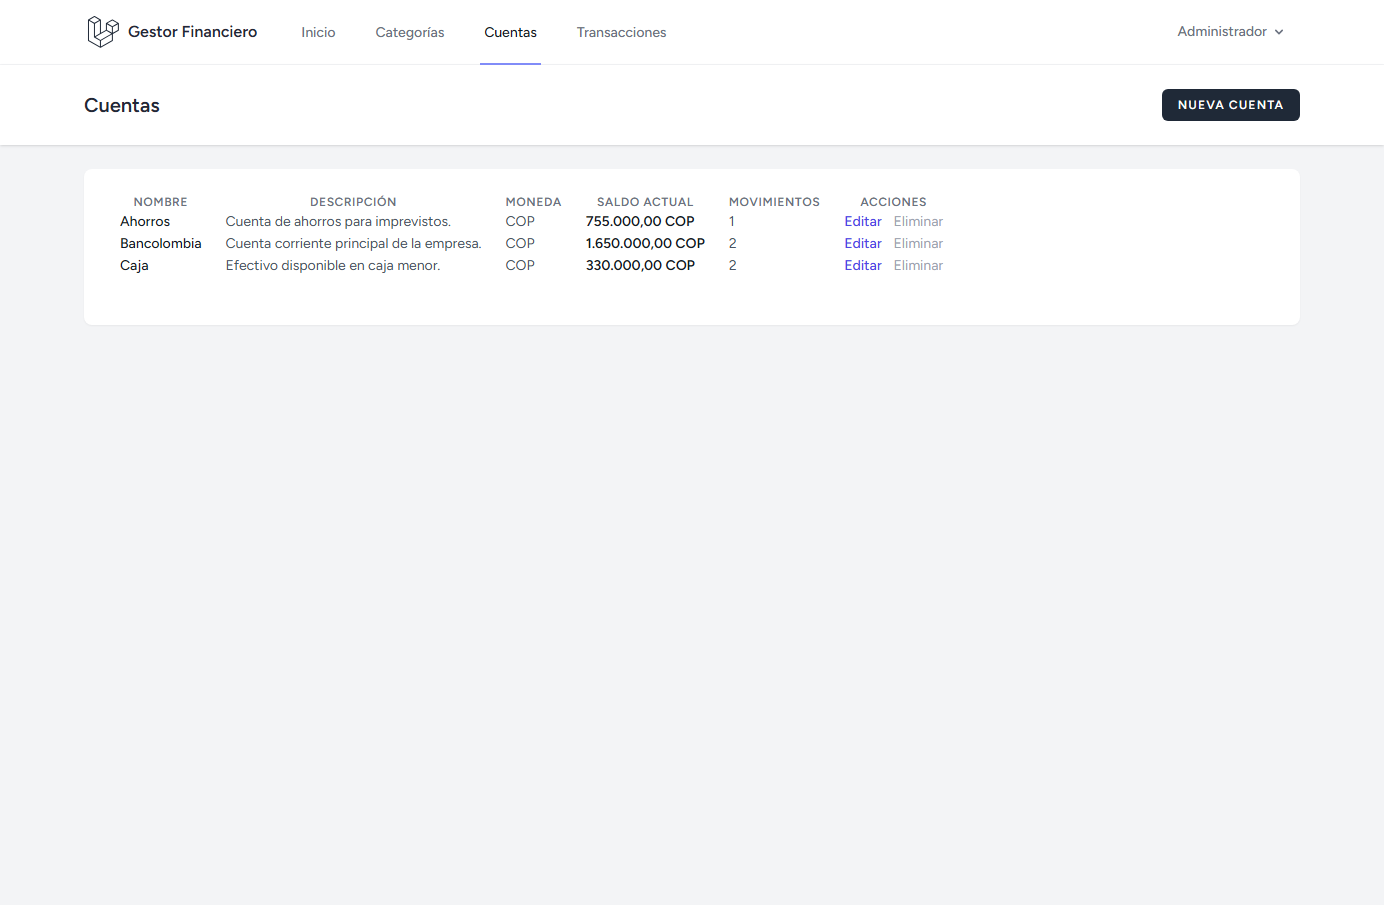 Gestor Financiero Inicio Categorías Cuentas Transacciones Administrador
Cuentas NUEVA CUENTA
NOMBRE DESCRIPCIÓN MONEDA SALDO ACTUAL MOVIMIENTOS ACCIONES
Ahorros Cuenta de ahorros para imprevistos. COP 755.000,00 COP 1 Editar Eliminar
Bancolombia Cuenta corriente principal de la empresa. COP 1.650.000,00 COP 2 Editar Eliminar
Caja Efectivo disponible en caja menor. COP 330.000,00 COP 2 Editar Eliminar